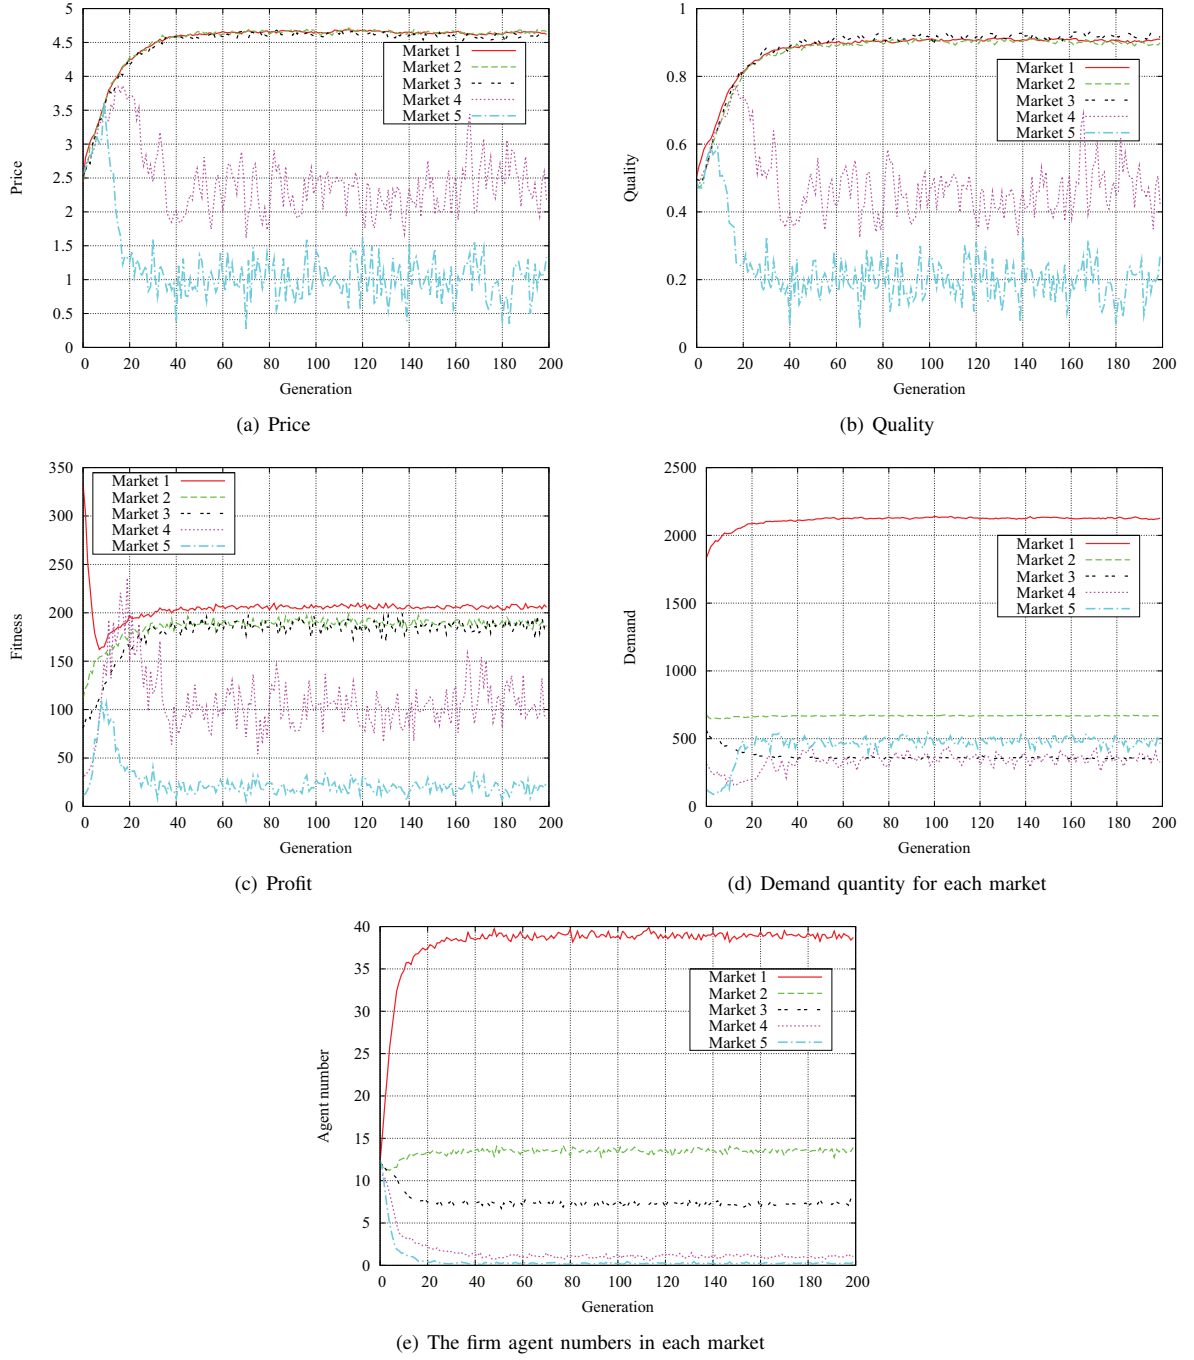 5
4.5
4
3.5
3
2.5
2
1.5
1
0.5
0
Price
Market 1
Market 2
Market 3
Market 4
Market 5
0 20 40 60 80 100 120 140 160 180 200
Generation
(a) Price
1
0.8
0.6
0.4
0.2
0
Quality
Market 1
Market 2
Market 3
Market 4
Market 5
0 20 40 60 80 100 120 140 160 180 200
Generation
(b) Quality
350
300
250
200
150
100
50
0
Fitness
Market 1
Market 2
Market 3
Market 4
Market 5
0 20 40 60 80 100 120 140 160 180 200
Generation
(c) Profit
2500
2000
1500
1000
500
0
Demand
Market 1
Market 2
Market 3
Market 4
Market 5
0 20 40 60 80 100 120 140 160 180 200
Generation
(d) Demand quantity for each market
40
35
30
25
20
15
10
5
0
Agent number
Market 1
Market 2
Market 3
Market 4
Market 5
0 20 40 60 80 100 120 140 160 180 200
Generation
(e) The firm agent numbers in each market